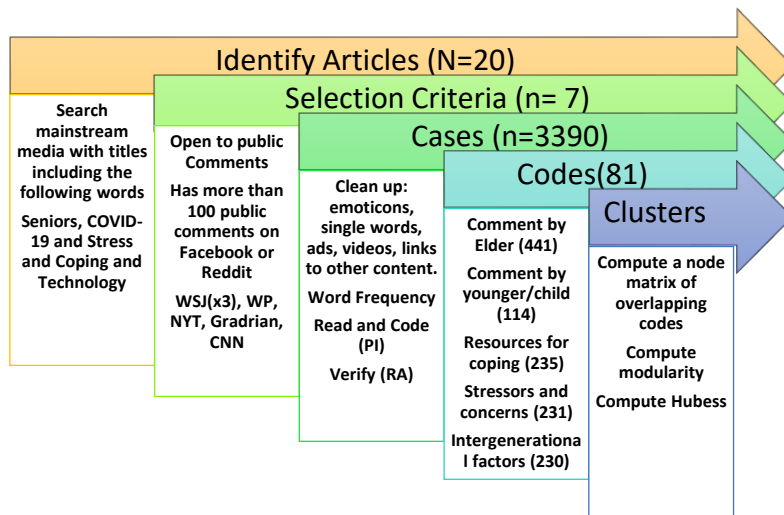 Identify Articles (N=20)
Search
mainstream
media with titles
including the
following words
Seniors, COVID-
19 and Stress
and Coping and
Technology
Selection Criteria (n= 7)
Open to public
Comments
Has more than
100 public
comments on
Facebook or
Reddit
WSJ(x3), WP,
NYT, Gradrian,
CNN
Cases (n=3390)
Clean up:
emoticons,
single words,
ads, videos, links
to other content.
Word Frequency
Read and Code
(PI)
Verify (RA)
Codes(81)
Comment by
Elder (441)
Comment by
younger/child
(114)
Resources for
coping (235)
Stressors and
concerns (231)
Intergenerationa
l factors (230)
Clusters
Compute a node
matrix of
overlapping
codes
Compute
modularity
Compute Hubess